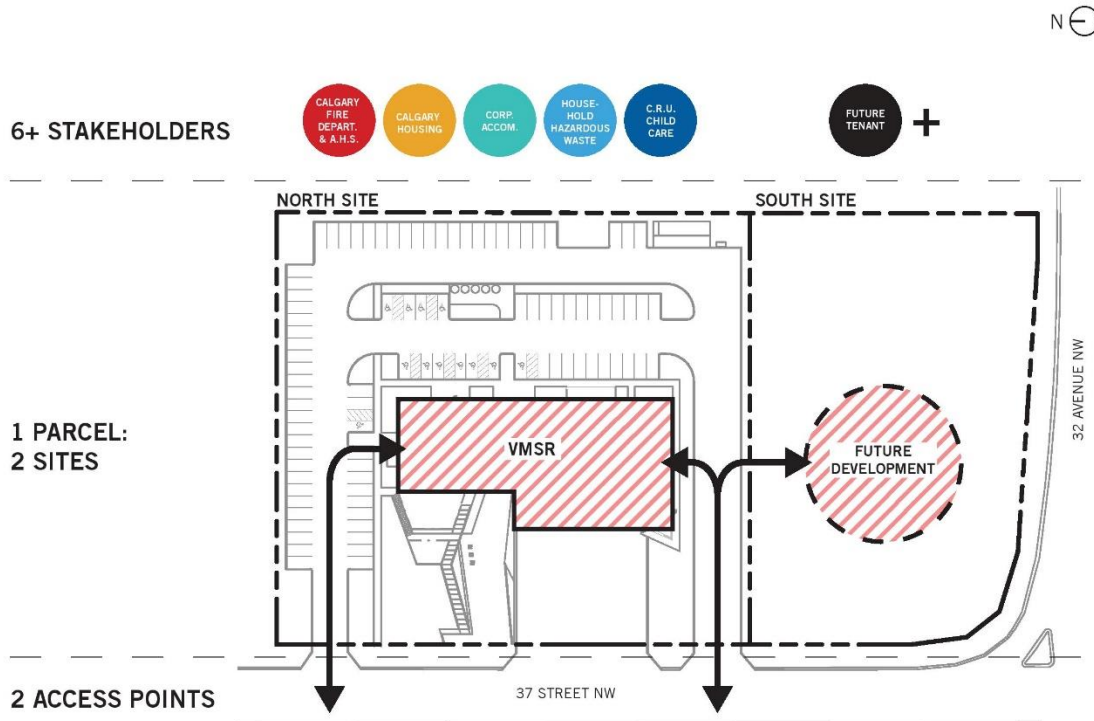 N
6+ STAKEHOLDERS
CALGARY
FIRE
DEPART.
& A.H.S.
CALGARY
HOUSING
CORP.
ACCOM.
HOUSE-
HOLD
HAZARDOUS
WASTE
C.R.U.
CHILD
CARE
FUTURE
TENANT
+
NORTH SITE
SOUTH SITE
1 PARCEL:
2 SITES
VMSR
FUTURE
DEVELOPMENT
32 AVENUE NW
2 ACCESS POINTS
37 STREET NW